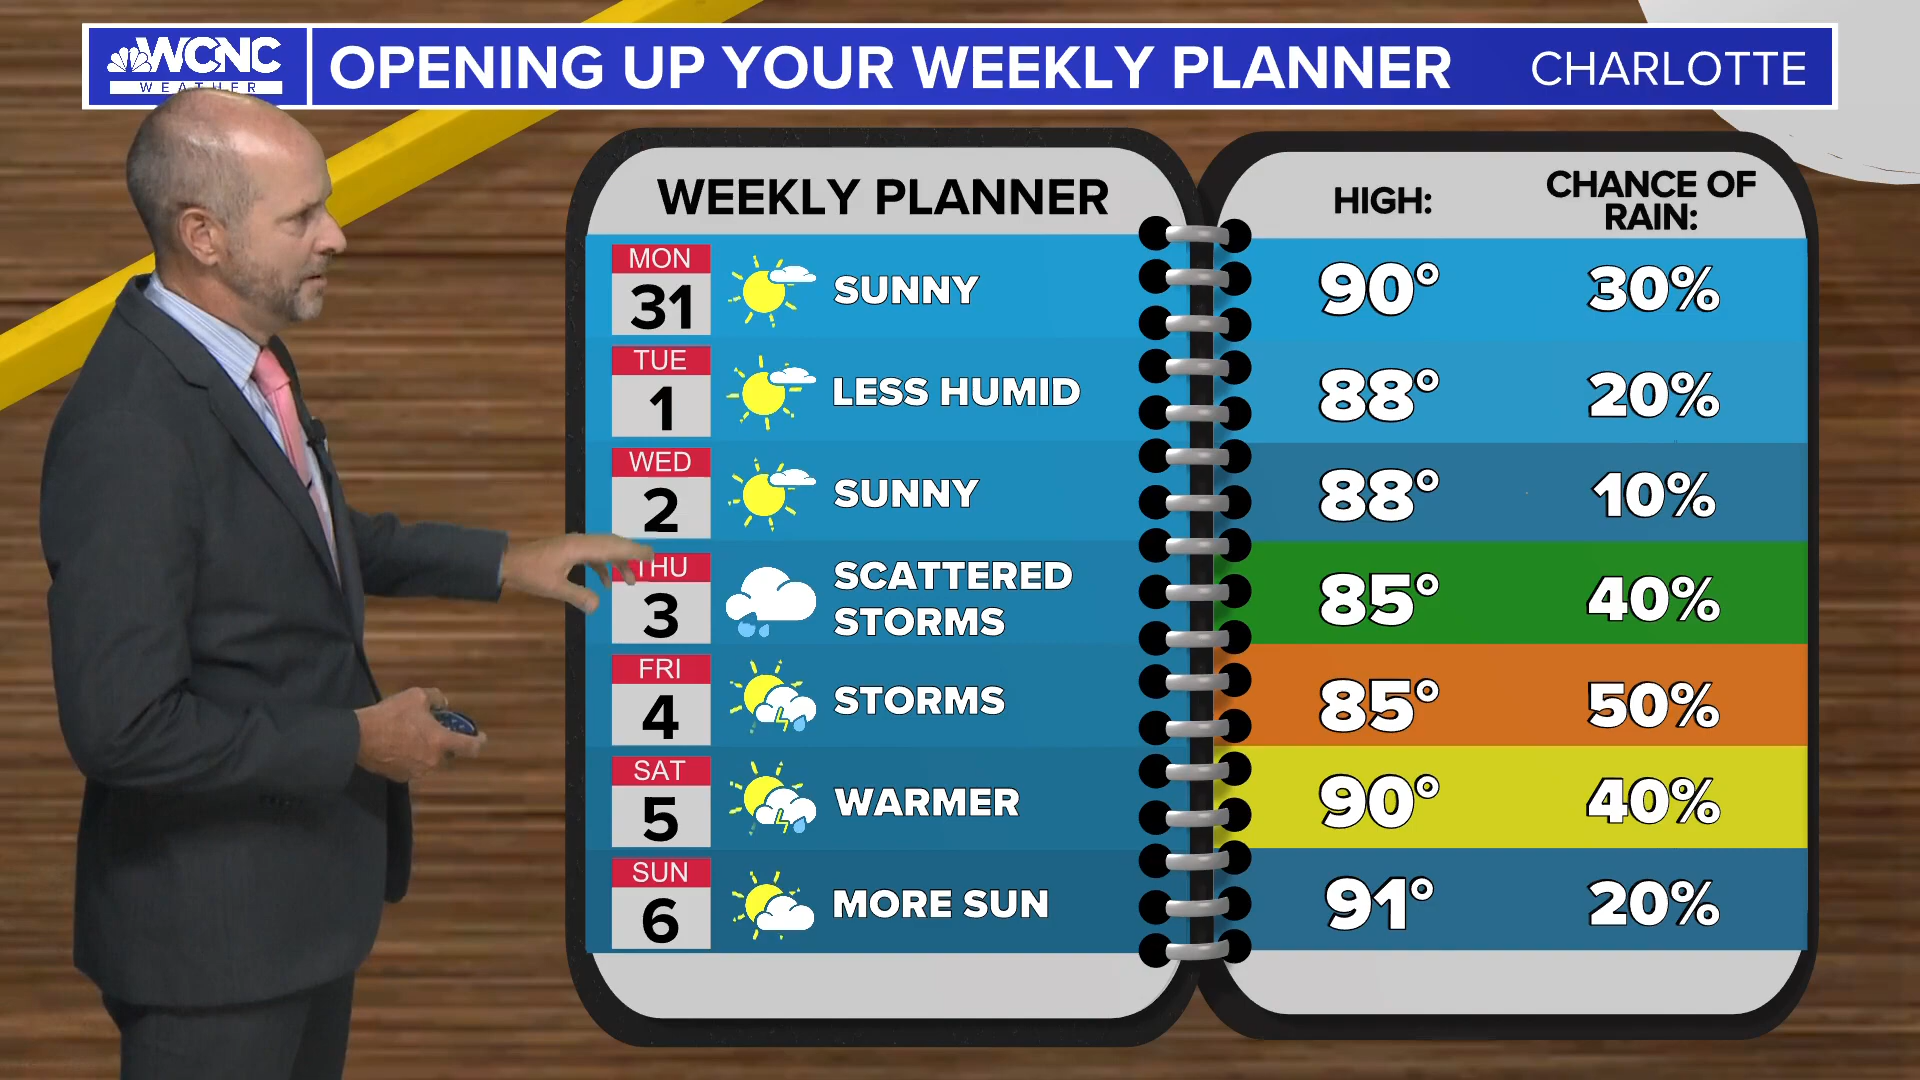 WCNC
WEATHER
OPENING UP YOUR WEEKLY PLANNER
CHARLOTTE
WEEKLY PLANNER
HIGH:
CHANCE OF
RAIN:
MON
31
SUNNY
90°
30%
TUE
1
LESS HUMID
88°
20%
WED
2
SUNNY
88°
10%
THU
3
SCATTERED
STORMS
85°
40%
FRI
4
STORMS
85°
50%
SAT
5
WARMER
90°
40%
SUN
6
MORE SUN
91°
20%